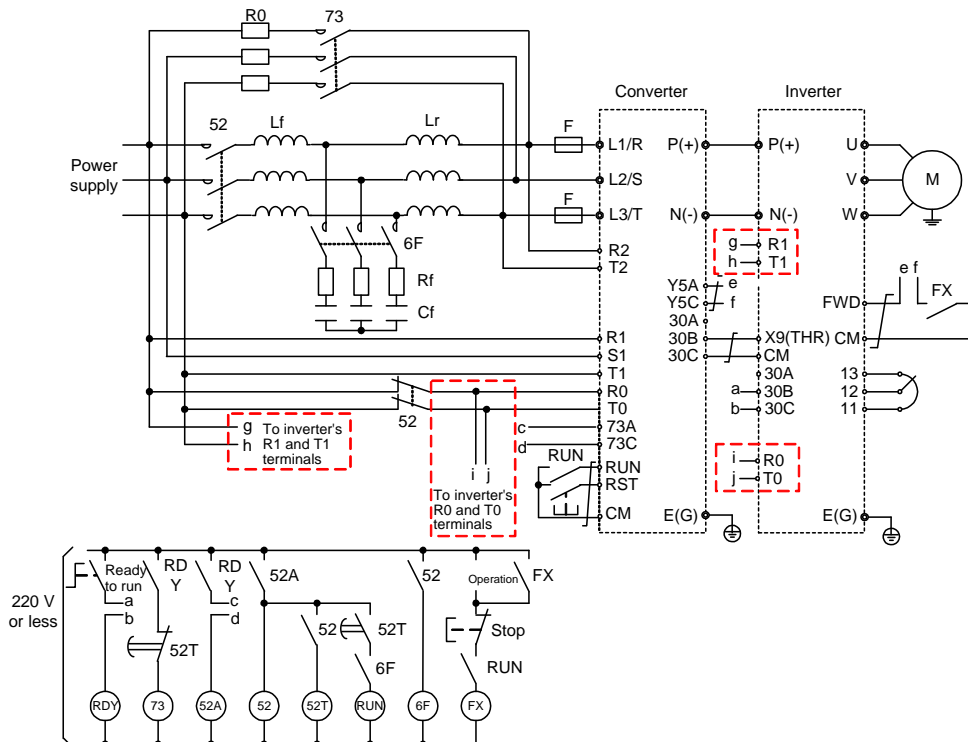 R0
73
Converter
Inverter
52
Lf
Lr
F
L1/R
P(+)
P(+)
U
Power
supply
L2/S
V
M
F
L3/T
N(-)
N(-)
W
6F
R2
g
R1
T2
h
T1
e f
Rf
Y5A
e
FX
Cf
Y5C
f
FWD
30A
R1
30B
X9(THR)
CM
S1
30C
CM
T1
30A
13
R0
a
30B
12
52
T0
b
30C
11
g
To inverter's
h
R1 and T1
terminals
c
73A
d
73C
i
j
RUN
RUN
i
R0
To inverter's
R0 and T0
terminals
RST
j
T0
CM
E(G)
E(G)
220 V
or less
Ready
to run
a
b
RD
Y
52T
RD
Y
c
d
52A
52
52T
6F
52
Operation
FX
Stop
RUN
RDY
73
52A
52
52T
RUN
6F
FX